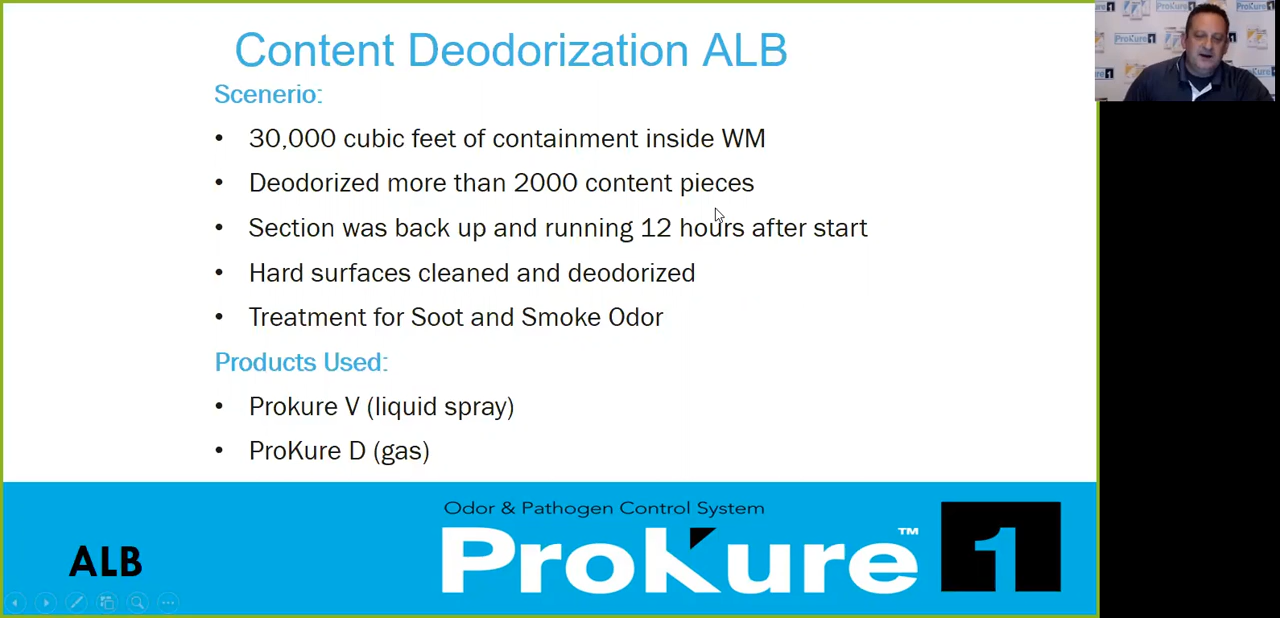 Content Deodorization ALB
Scenerio:
• 30,000 cubic feet of containment inside WM
• Deodorized more than 2000 content pieces
• Section was back up and running 12 hours after start
• Hard surfaces cleaned and deodorized
• Treatment for Soot and Smoke Odor
Products Used:
• Prokure V (liquid spray)
• ProKure D (gas)
Odor & Pathogen Control System
ProKure™ 1
ALB
ProKure 1